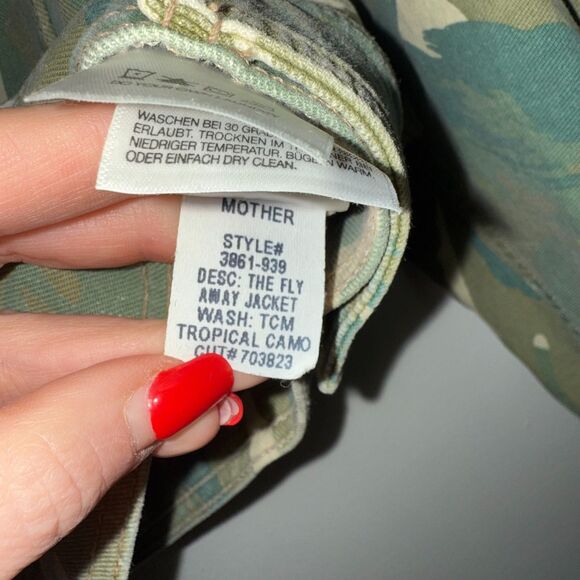 WASCHEN BEI 30 GRAD
ERLAUBT. TROCKNEN IM
NIEDRIGER TEMPERATUR. BÜGELN WARM
ODER EINFACH DRY CLEAN.
MOTHER
STYLE#
3861-939
DESC: THE FLY
AWAY JACKET
WASH: TCM
TROPICAL CAMO
CUT# 703823